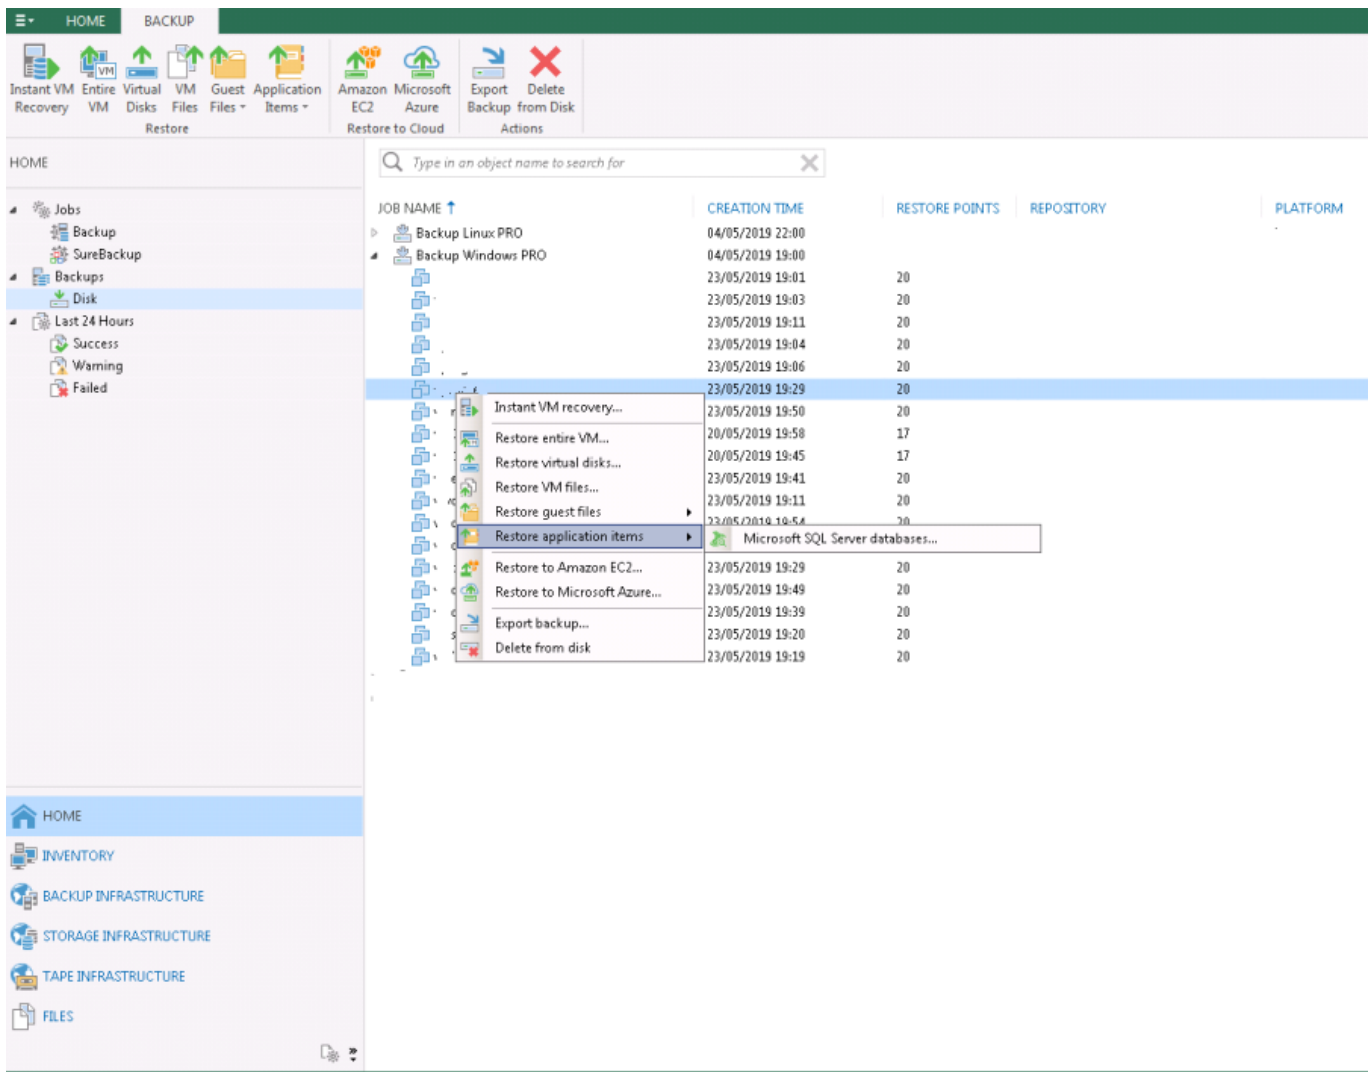 HOME BACKUP
Instant VM Recovery
Entire VM
VM
Virtual Disks
VM Files
Guest Files
Application Items
Amazon EC2
Microsoft Azure
Export Backup
Delete from Disk
Restore
Restore to Cloud
Actions
HOME
Type in an object name to search for
Jobs
Backup
SureBackup
Backups
Disk
Last 24 Hours
Success
Warning
Failed
JOB NAME CREATION TIME RESTORE POINTS REPOSITORY PLATFORM
Backup Linux PRO 04/05/2019 22:00
Backup Windows PRO 04/05/2019 19:00
23/05/2019 19:01 20
23/05/2019 19:03 20
23/05/2019 19:11 20
23/05/2019 19:04 20
23/05/2019 19:06 20
23/05/2019 19:29 20
23/05/2019 19:50 20
20/05/2019 19:58 17
20/05/2019 19:45 17
23/05/2019 19:41 20
23/05/2019 19:11 20
23/05/2019 19:54 20
23/05/2019 19:29 20
23/05/2019 19:49 20
23/05/2019 19:39 20
23/05/2019 19:20 20
23/05/2019 19:19 20
Instant VM recovery...
Restore entire VM...
Restore virtual disks...
Restore VM files...
Restore guest files
Restore application items
Microsoft SQL Server databases...
Restore to Amazon EC2...
Restore to Microsoft Azure...
Export backup...
Delete from disk
HOME
INVENTORY
BACKUP INFRASTRUCTURE
STORAGE INFRASTRUCTURE
TAPE INFRASTRUCTURE
FILES